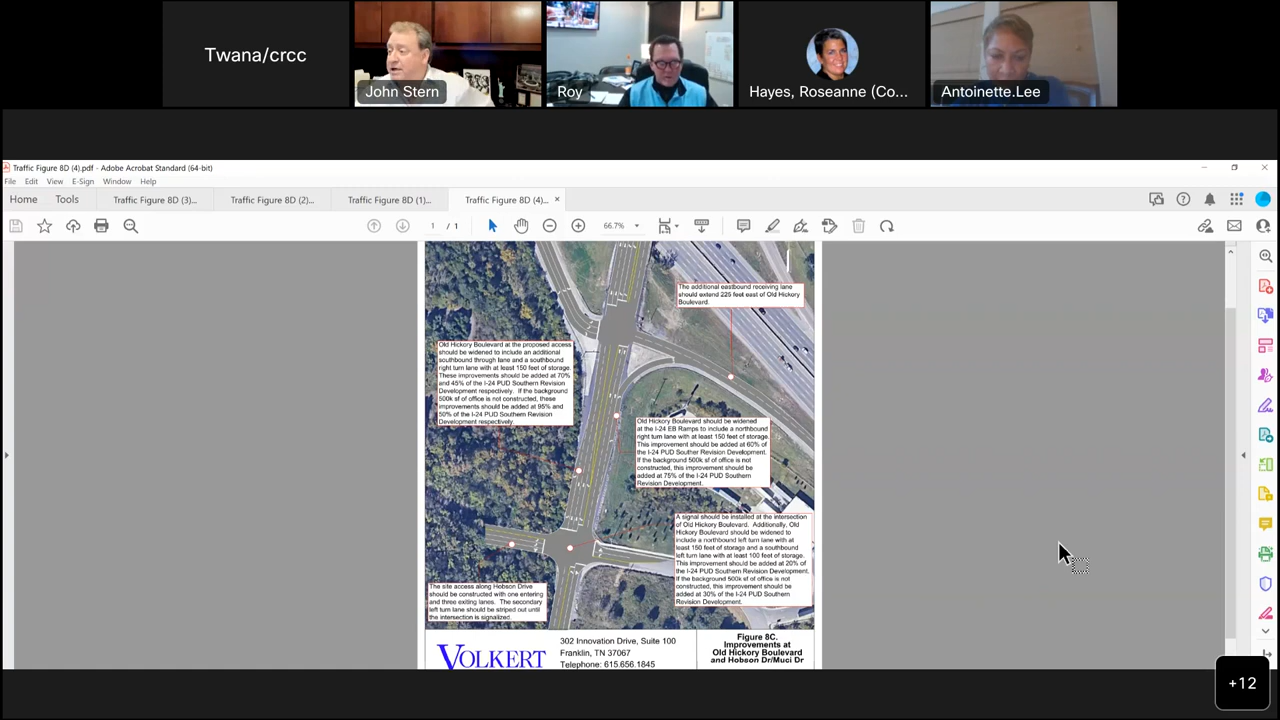 Twana/crcc
John Stern
Roy
Hayes, Roseanne (Co...
Antoinette.Lee
Traffic Figure 8D (4).pdf - Adobe Acrobat Standard (64-bit)
File Edit View E-Sign Window Help
Home Tools Traffic Figure 8D (3)... Traffic Figure 8D (2)... Traffic Figure 8D (1)... Traffic Figure 8D (4)... ×
1 / 1 66.7%
The additional eastbound receiving lane
should extend 225 feet east of Old Hickory
Boulevard.
Old Hickory Boulevard at the proposed access
should be widened to include an additional
southbound through lane and a southbound
right turn lane with at least 150 feet of storage.
These improvements should be added at 70%
and 45% of the I-24 PUD Southern Revision
Development respectively. If the background
500k sf of office is not constructed, these
improvements should be added at 95% and
50% of the I-24 PUD Southern Revision
Development respectively.
Old Hickory Boulevard should be widened
at the I-24 EB Ramps to include a northbound
right turn lane with at least 150 feet of storage.
This improvement should be added at 60% of
the I-24 PUD Souther Revision Development.
If the background 500k sf of office is not
constructed, this improvement should be
added at 75% of the I-24 PUD Southern
Revision Development.
A signal should be installed at the intersection
of Old Hickory Boulevard. Additionally, Old
Hickory Boulevard should be widened to
include a northbound left turn lane with at
least 150 feet of storage and a southbound
left turn lane with at least 100 feet of storage.
This improvement should be added at 20% of
the I-24 PUD Southern Revision Development.
If the background 500k sf of office is not
constructed, this improvement should be
added at 30% of the I-24 PUD Southern
Revision Development.
The site access along Hobson Drive
should be constructed with one entering
and three exiting lanes. The secondary
left turn lane should be striped out until
the intersection is signalized.
VOLKERT
302 Innovation Drive, Suite 100
Franklin, TN 37067
Telephone: 615.656.1845
Figure 8C.
Improvements at
Old Hickory Boulevard
and Hobson Dr/Muci Dr
+12